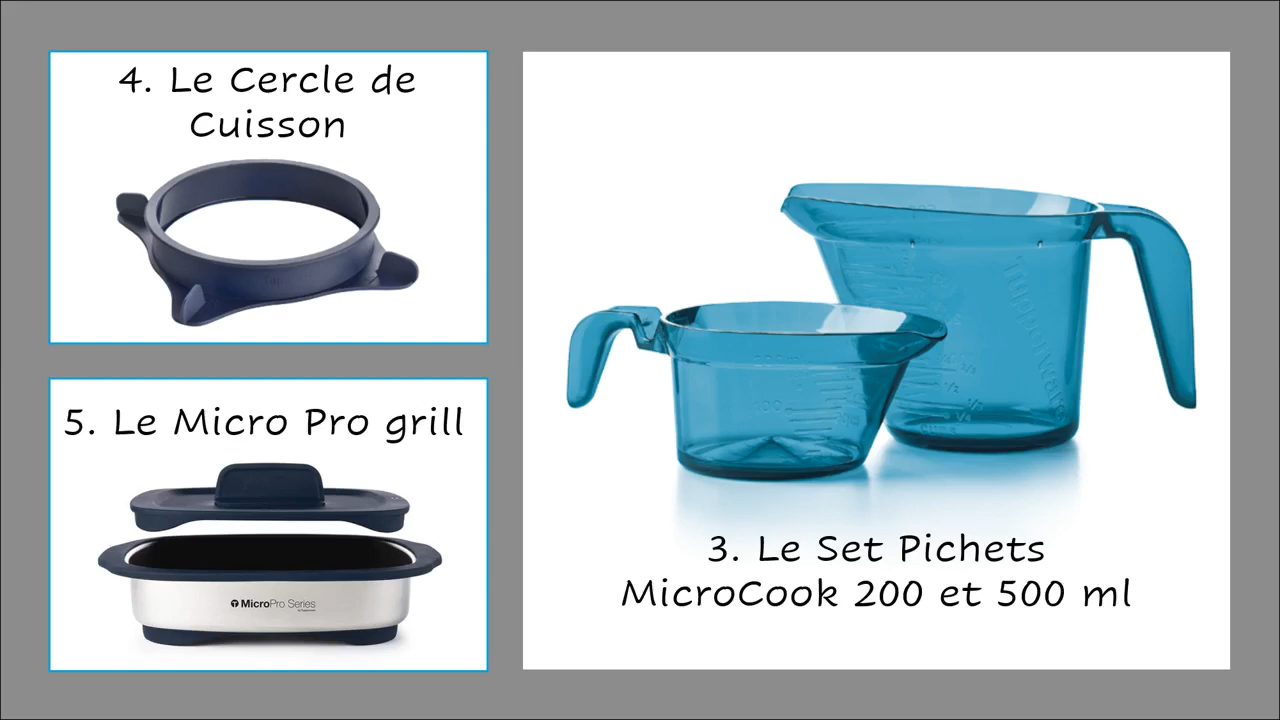 4. Le Cercle de
Cuisson
5. Le Micro Pro grill
MicroPro Series
Tupperware
3. Le Set Pichets
MicroCook 200 et 500 ml